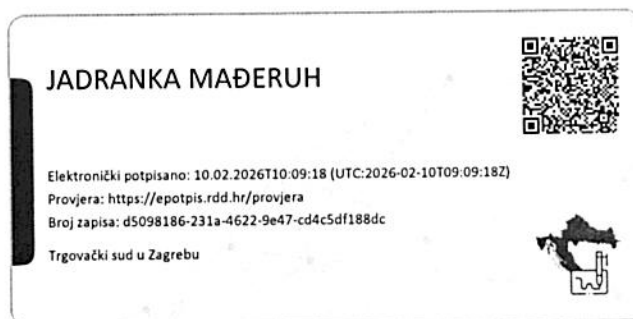 JADRANKA MAĐERUH
Elektronički potpisano: 10.02.2026T10:09:18 (UTC:2026-02-10T09:09:18Z)
Provjera: https://epotpis.rdd.hr/provjera
Broj zapisa: d5098186-231a-4622-9e47-cd4c5df188dc
Trgovački sud u Zagrebu